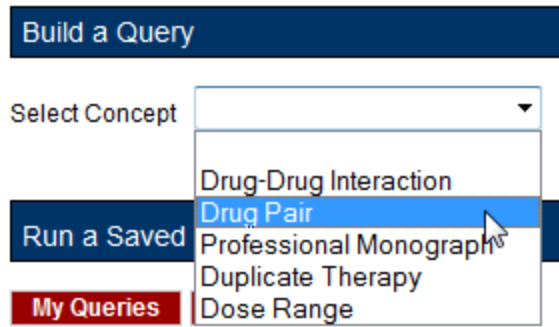 Build a Query
Select Concept
Drug-Drug Interaction
Drug Pair
Run a Saved
Professional Monograph
Duplicate Therapy
My Queries
Dose Range